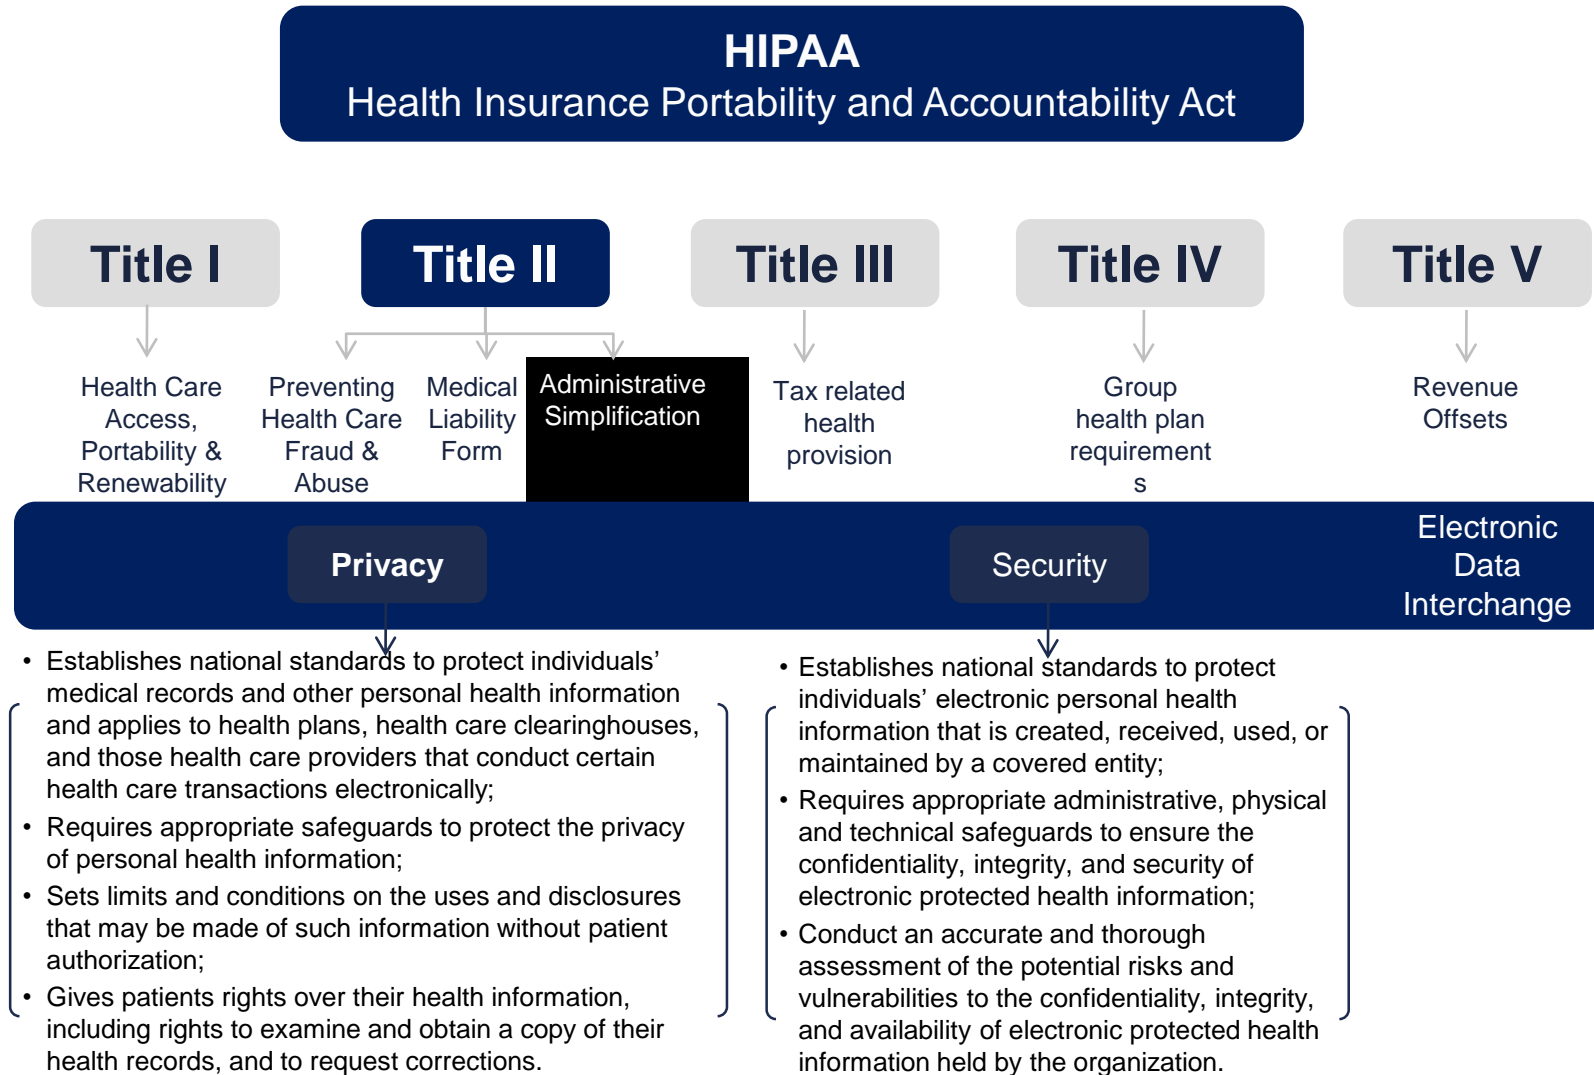 HIPAA
Health Insurance Portability and Accountability Act
Title I
Title II
Title III
Title IV
Title V
Health Care
Access,
Portability &
Renewability
Preventing
Health Care
Fraud &
Abuse
Medical
Liability
Form
Administrative
Simplification
Tax related
health
provision
Group
health plan
requirement
s
Revenue
Offsets
Privacy
Security
Electronic
Data
Interchange
• Establishes national standards to protect individuals’
medical records and other personal health information
and applies to health plans, health care clearinghouses,
and those health care providers that conduct certain
health care transactions electronically;
• Requires appropriate safeguards to protect the privacy
of personal health information;
• Sets limits and conditions on the uses and disclosures
that may be made of such information without patient
authorization;
• Gives patients rights over their health information,
including rights to examine and obtain a copy of their
health records, and to request corrections.
• Establishes national standards to protect
individuals’ electronic personal health
information that is created, received, used, or
maintained by a covered entity;
• Requires appropriate administrative, physical
and technical safeguards to ensure the
confidentiality, integrity, and security of
electronic protected health information;
• Conduct an accurate and thorough
assessment of the potential risks and
vulnerabilities to the confidentiality, integrity,
and availability of electronic protected health
information held by the organization.